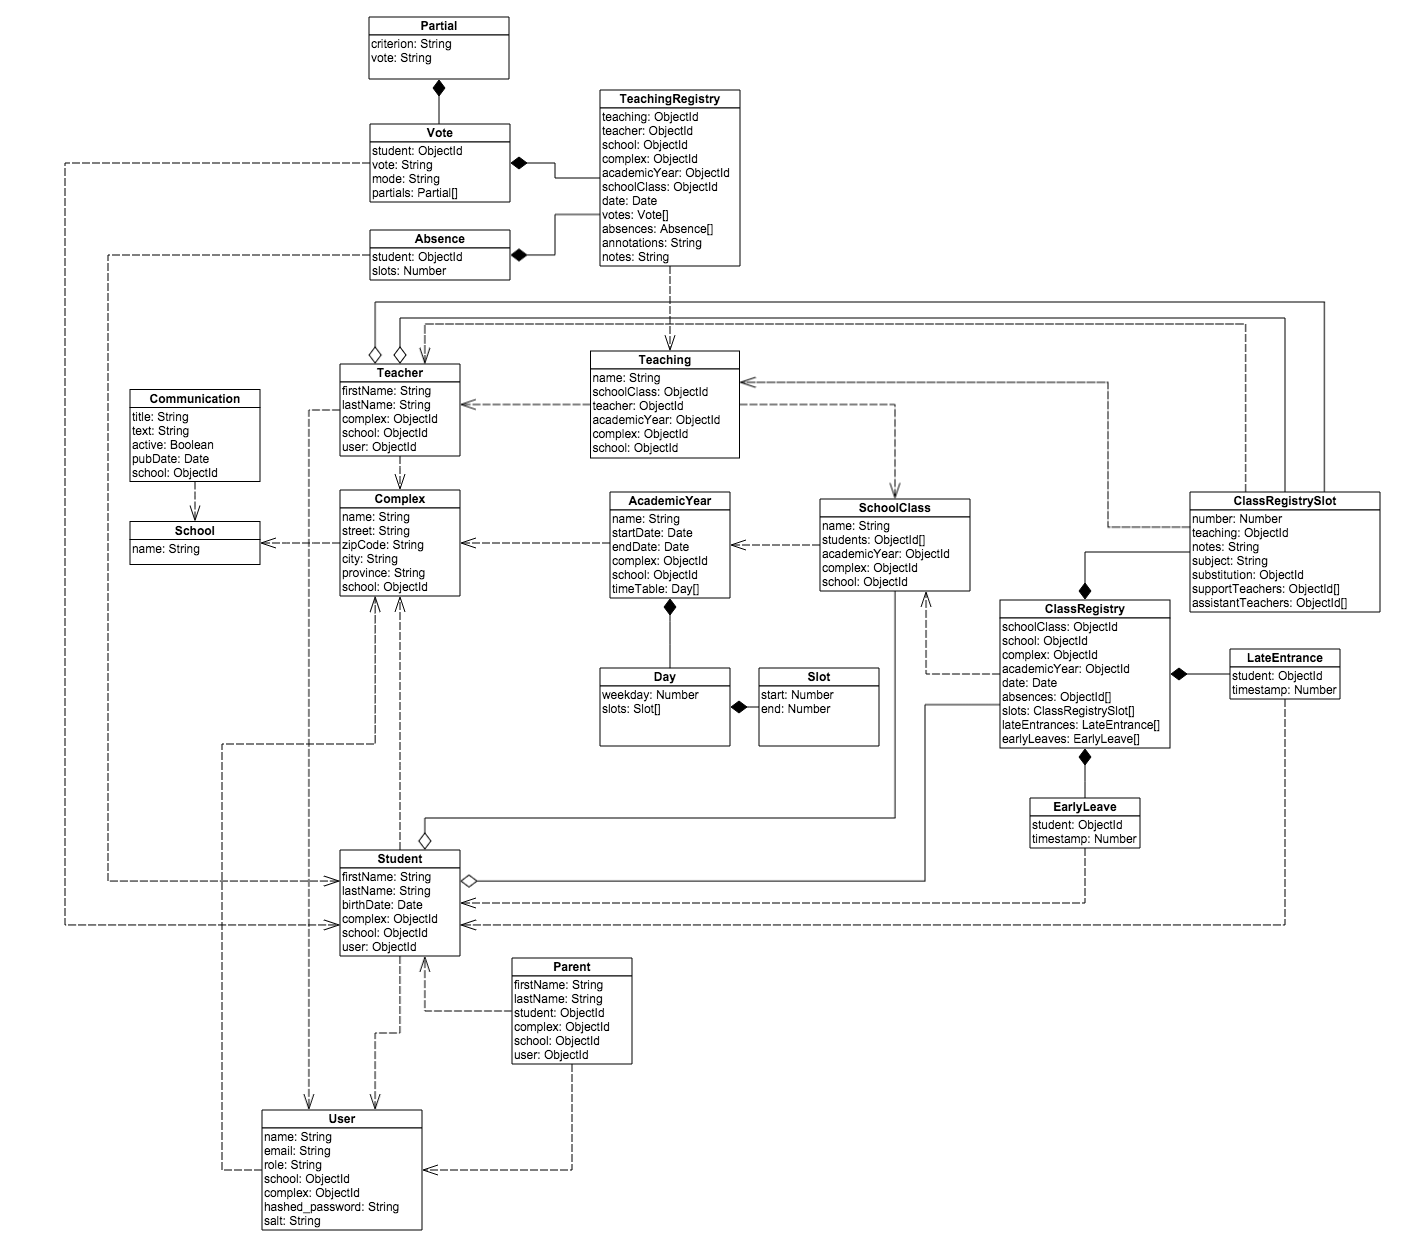 Partial
criterion: String
vote: String
TeachingRegistry
teaching: ObjectId
teacher: ObjectId
school: ObjectId
complex: ObjectId
academicYear: ObjectId
schoolClass: ObjectId
date: Date
votes: Vote[]
absences: Absence[]
annotations: String
notes: String
Vote
student: ObjectId
vote: String
mode: String
partials: Partial[]
Absence
student: ObjectId
slots: Number
Teacher
firstName: String
lastName: String
complex: ObjectId
school: ObjectId
user: ObjectId
Teaching
name: String
schoolClass: ObjectId
teacher: ObjectId
academicYear: ObjectId
complex: ObjectId
school: ObjectId
Communication
title: String
text: String
active: Boolean
pubDate: Date
school: ObjectId
School
name: String
Complex
name: String
street: String
zipCode: String
city: String
province: String
school: ObjectId
AcademicYear
name: String
startDate: Date
endDate: Date
complex: ObjectId
school: ObjectId
timeTable: Day[]
SchoolClass
name: String
students: ObjectId[]
academicYear: ObjectId
complex: ObjectId
school: ObjectId
ClassRegistrySlot
number: Number
teaching: ObjectId
notes: String
subject: String
substitution: ObjectId
supportTeachers: ObjectId[]
assistantTeachers: ObjectId[]
ClassRegistry
schoolClass: ObjectId
school: ObjectId
complex: ObjectId
academicYear: ObjectId
date: Date
absences: ObjectId[]
slots: ClassRegistrySlot[]
lateEntrances: LateEntrance[]
earlyLeaves: EarlyLeave[]
LateEntrance
student: ObjectId
timestamp: Number
Day
weekday: Number
slots: Slot[]
Slot
start: Number
end: Number
EarlyLeave
student: ObjectId
timestamp: Number
Student
firstName: String
lastName: String
birthDate: Date
complex: ObjectId
school: ObjectId
user: ObjectId
Parent
firstName: String
lastName: String
student: ObjectId
complex: ObjectId
school: ObjectId
user: ObjectId
User
name: String
email: String
role: String
school: ObjectId
complex: ObjectId
hashed_password: String
salt: String